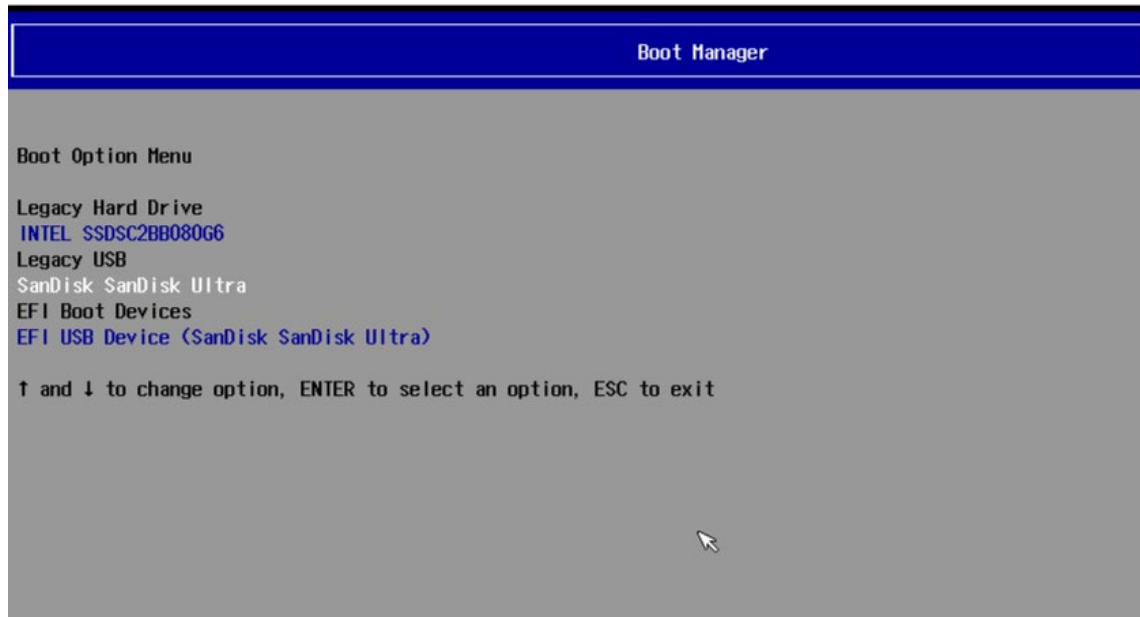 Boot Manager
Boot Option Menu
Legacy Hard Drive
INTEL SSDSC2BB080G6
Legacy USB
SanDisk SanDisk Ultra
EFI Boot Devices
EFI USB Device (SanDisk SanDisk Ultra)
↑ and ↓ to change option, ENTER to select an option, ESC to exit